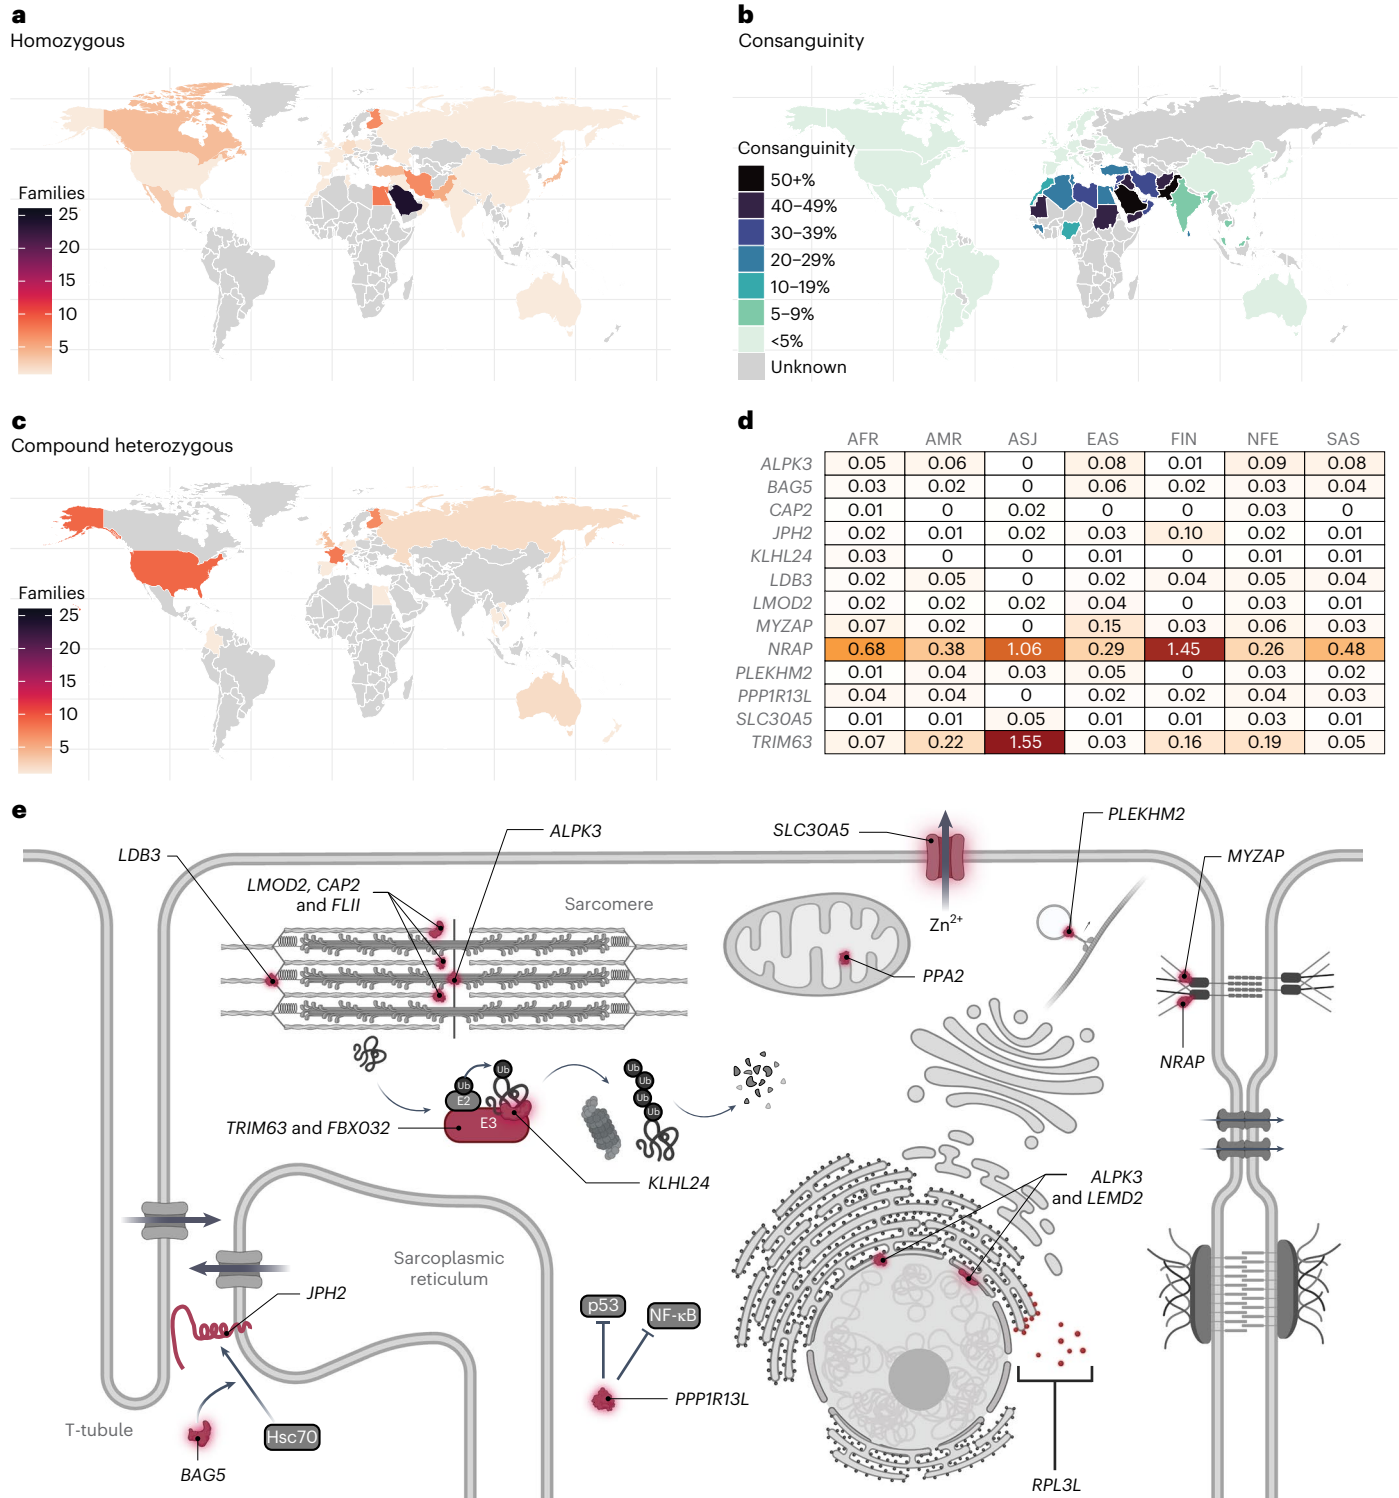 a
Homozygous
Families
25
20
15
10
5
b
Consanguinity
Consanguinity
50+%
40–49%
30–39%
20–29%
10–19%
5–9%
<5%
Unknown
c
Compound heterozygous
Families
25
20
15
10
5
d
AFR AMR ASJ EAS FIN NFE SAS
ALPK3 0.05 0.06 0 0.08 0.01 0.09 0.08
BAG5 0.03 0.02 0 0.06 0.02 0.03 0.04
CAP2 0.01 0 0.02 0 0 0.03 0
JPH2 0.02 0.01 0.02 0.03 0.10 0.02 0.01
KLHL24 0.03 0 0 0.01 0 0.01 0.01
LDB3 0.02 0.05 0 0.02 0.04 0.05 0.04
LMOD2 0.02 0.02 0.02 0.04 0 0.03 0.01
MYZAP 0.07 0.02 0 0.15 0.03 0.06 0.03
NRAP 0.68 0.38 1.06 0.29 1.45 0.26 0.48
PLEKHM2 0.01 0.04 0.03 0.05 0 0.03 0.02
PPP1R13L 0.04 0.04 0 0.02 0.02 0.04 0.03
SLC30A5 0.01 0.01 0.05 0.01 0.01 0.03 0.01
TRIM63 0.07 0.22 1.55 0.03 0.16 0.19 0.05
e
LDB3
LMOD2, CAP2
and FLII
ALPK3
Sarcomere
SLC30A5
Zn2+
PLEKHM2
MYZAP
PPA2
NRAP
Ub
E2
Ub
E3
Ub
Ub
Ub
Ub
TRIM63 and FBXO32
KLHL24
ALPK3
and LEMD2
Sarcoplasmic
reticulum
JPH2
p53
NF-κB
PPP1R13L
T-tubule
Hsc70
BAG5
RPL3L